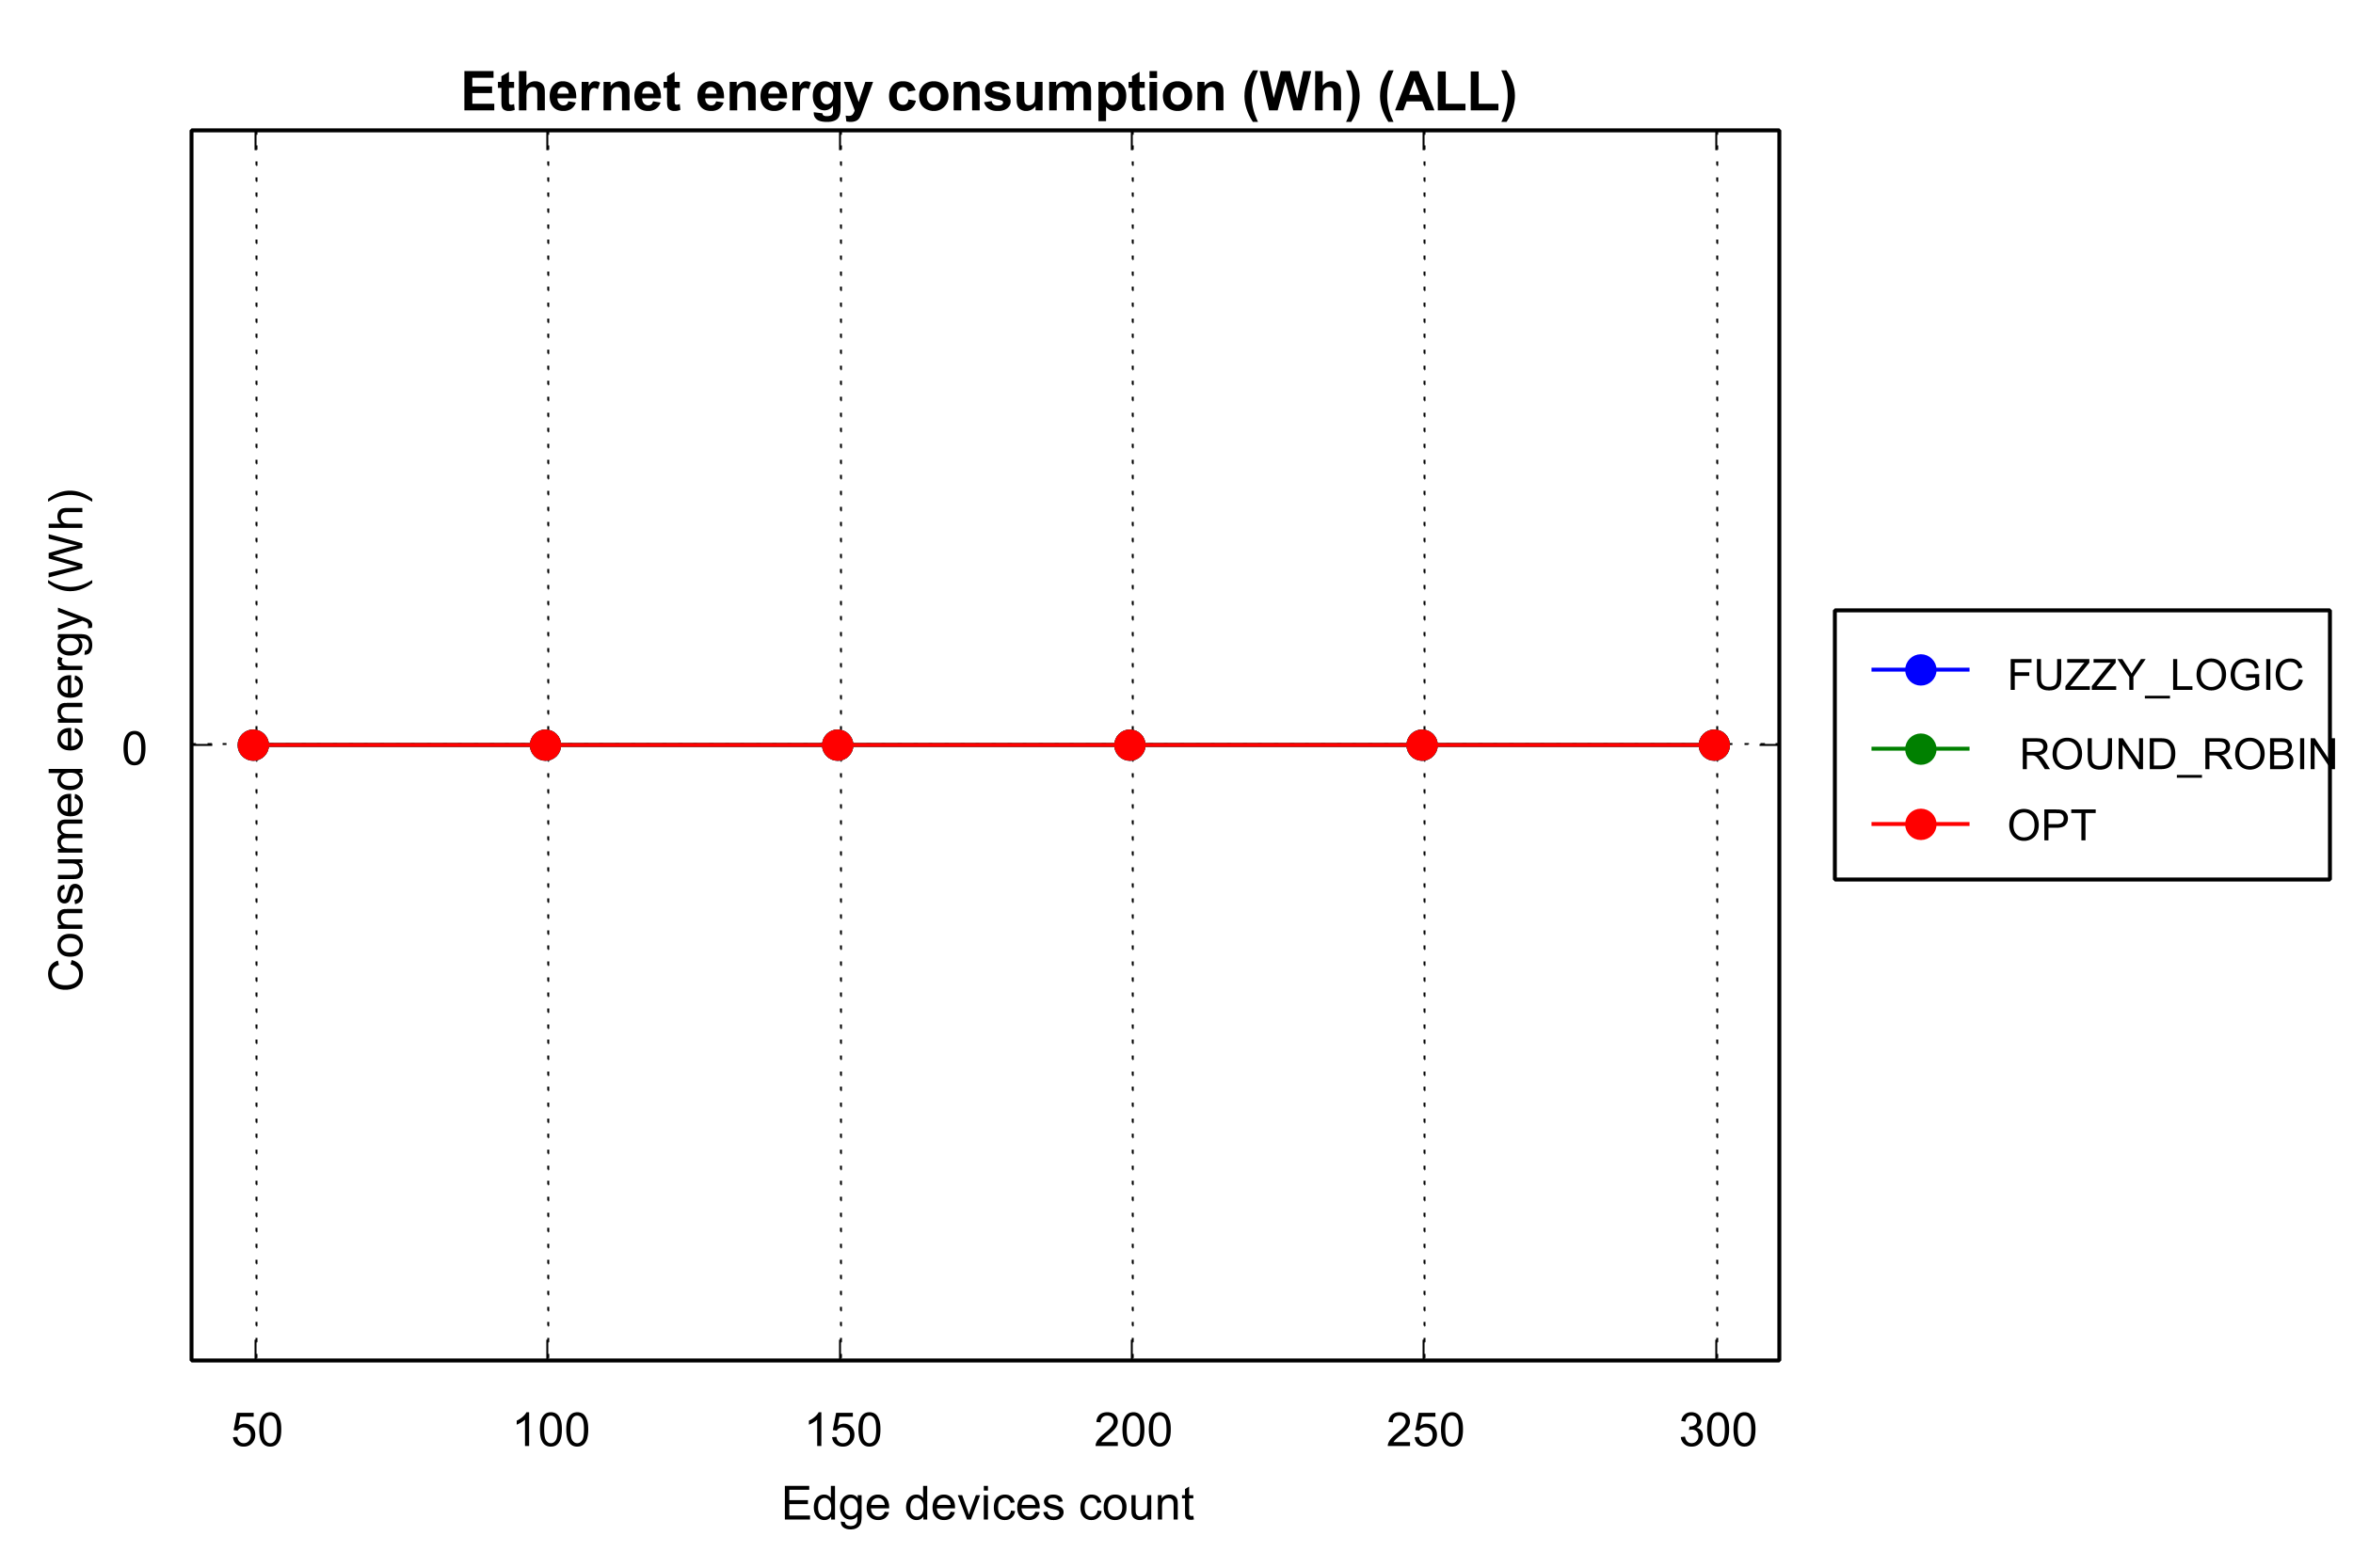 Ethernet energy consumption (Wh) (ALL)
Consumed energy (Wh)
0
FUZZY_LOGIC
ROUND_ROBIN
OPT
50 100 150 200 250 300
Edge devices count